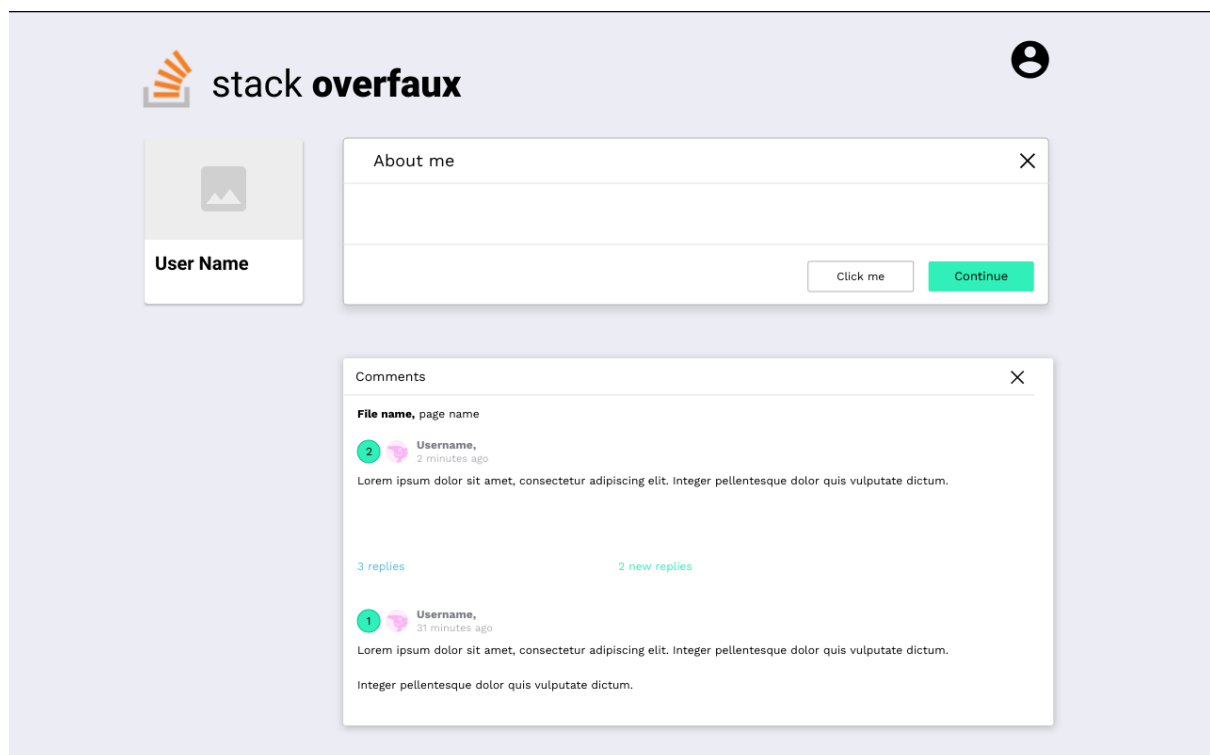 stack overfaux
User Name
About me
Click me
Continue
Comments
File name, page name
2
Username,
2 minutes ago
Lorem ipsum dolor sit amet, consectetur adipiscing elit. Integer pellentesque dolor quis vulputate dictum.
3 replies
2 new replies
1
Username,
31 minutes ago
Lorem ipsum dolor sit amet, consectetur adipiscing elit. Integer pellentesque dolor quis vulputate dictum.
Integer pellentesque dolor quis vulputate dictum.